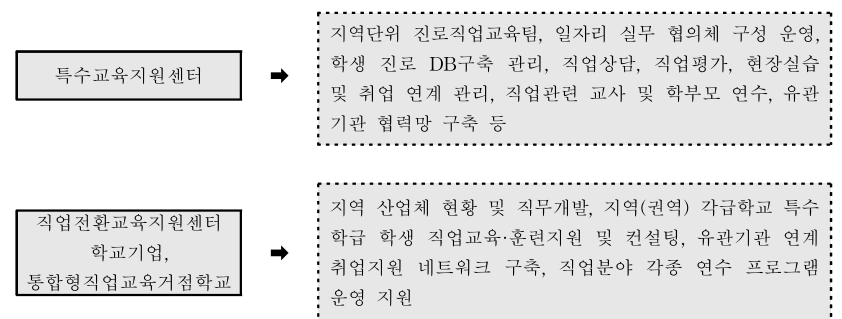 특수교육지원센터
지역단위 진로직업교육팀, 일자리 실무 협의체 구성 운영,
학생 진로 DB구축 관리, 직업상담, 직업평가, 현장실습
및 취업 연계 관리, 직업관련 교사 및 학부모 연수, 유관
기관 협력망 구축 등
직업전환교육지원센터
학교기업,
통합형직업교육거점학교
지역 산업체 현황 및 직무개발, 지역(권역) 각급학교 특수
학급 학생 직업교육·훈련지원 및 컨설팅, 유관기관 연계
취업지원 네트워크 구축, 직업분야 각종 연수 프로그램
운영 지원